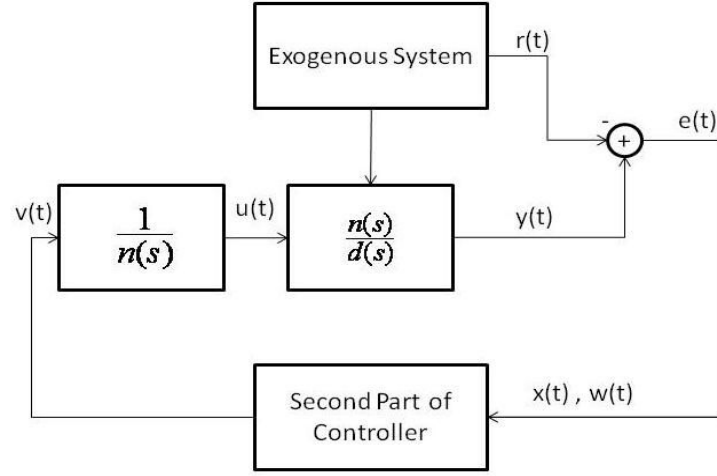 Exogenous System
r(t)
-
+
e(t)
v(t)
1
n(s)
u(t)
n(s)
d(s)
y(t)
Second Part of
Controller
x(t) , w(t)